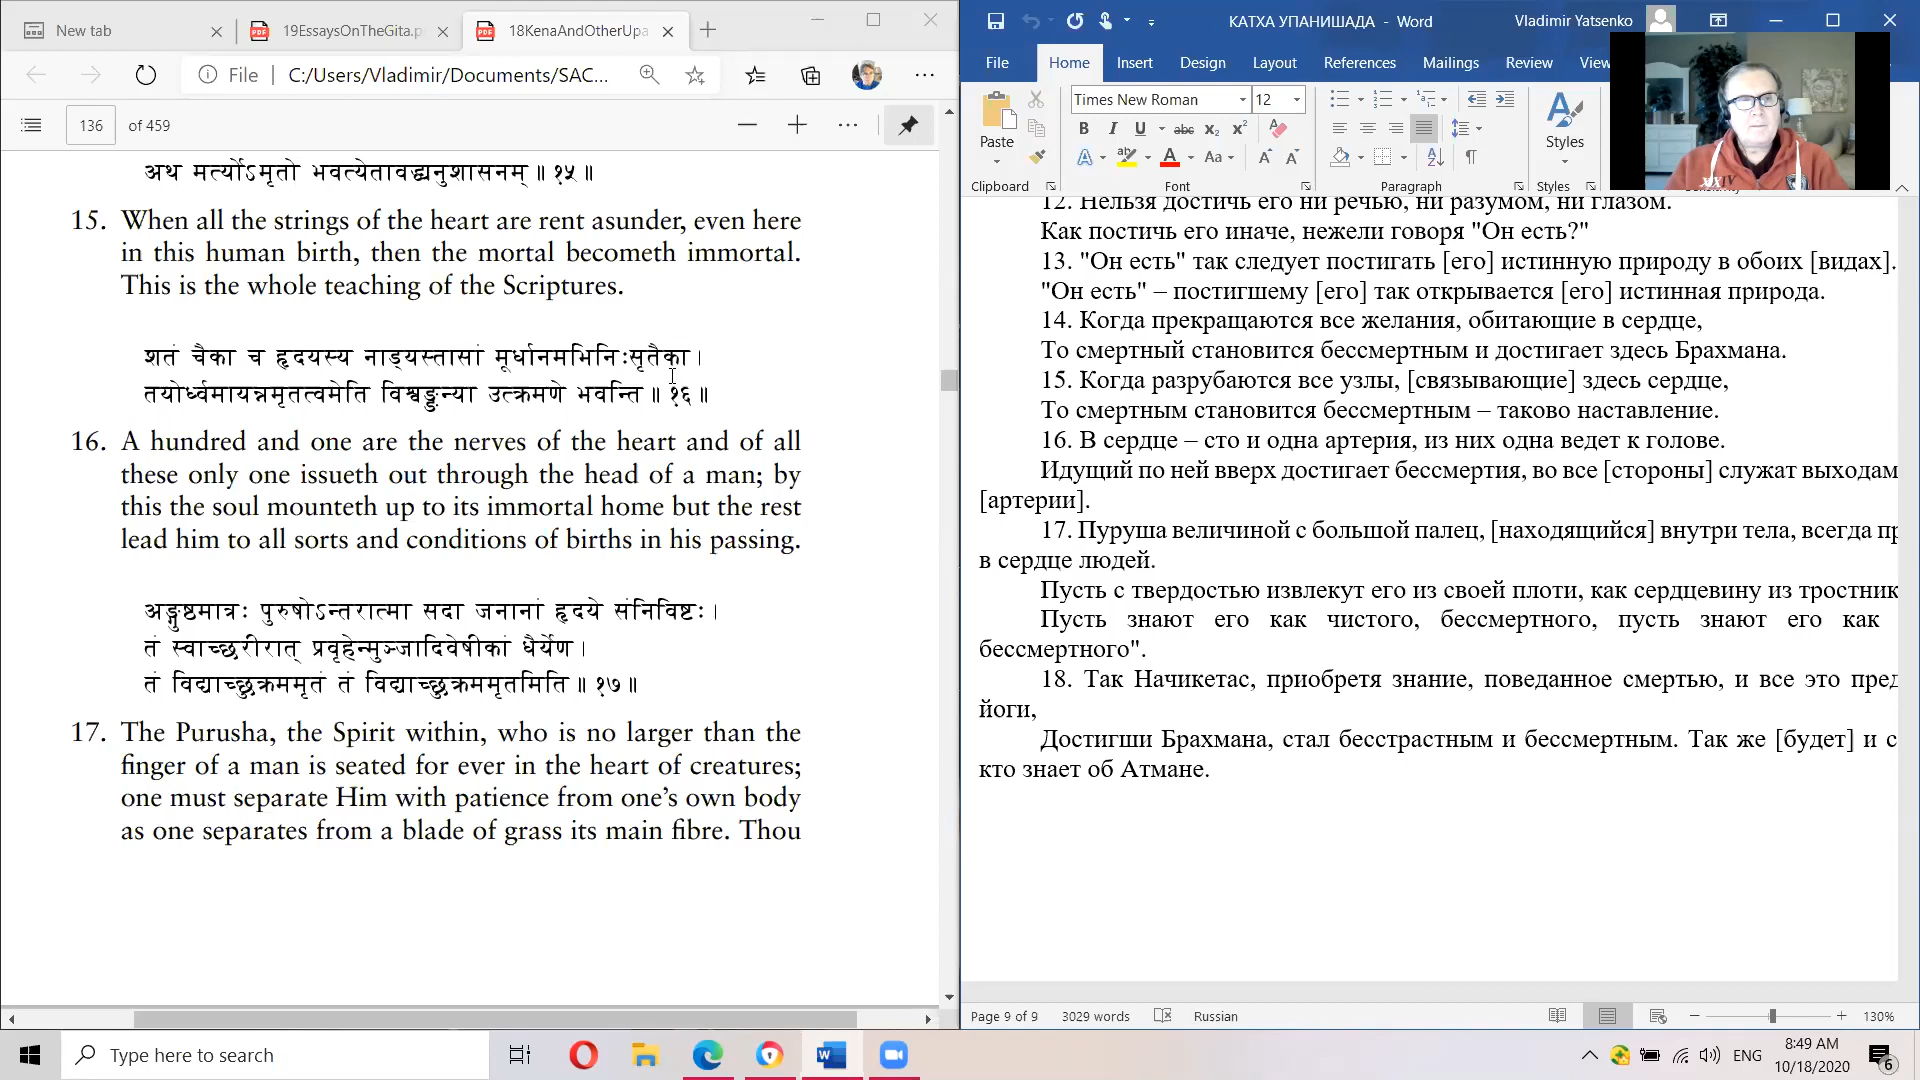 New tab
19EssaysOnTheGita.p
18KenaAndOtherUpa
КАТХА УПАНИШАДА - Word
Vladimir Yatsenko
File
C:/Users/Vladimir/Documents/SAC...
File
Home
Insert
Design
Layout
References
Mailings
Review
View
136
of 459
Paste
Times New Roman
12
Styles
Clipboard
Font
Paragraph
Styles
अथ मर्त्योऽमृतो भवत्येतावद्ध्यनुशासनम् ॥ १५ ॥
15. When all the strings of the heart are rent asunder, even here
in this human birth, then the mortal becometh immortal.
This is the whole teaching of the Scriptures.
शतं चैका च हृदयस्य नाड्यस्तासां मूर्धानमभिनिःसृतैका ।
तयोर्ध्वमायन्नमृतत्वमेति विश्वङ्ङन्या उत्क्रमणे भवन्ति ॥ १६ ॥
16. A hundred and one are the nerves of the heart and of all
these only one issueth out through the head of a man; by
this the soul mounteth up to its immortal home but the rest
lead him to all sorts and conditions of births in his passing.
अङ्गुष्ठमात्रः पुरुषोऽन्तरात्मा सदा जनानां हृदये संनिविष्टः ।
तं स्वाच्छरीरात् प्रवृहेन्मुञ्जादिवेषीकां धैर्येण ।
तं विद्याच्छुक्रममृतं तं विद्याच्छुक्रममृतमिति ॥ १७ ॥
17. The Purusha, the Spirit within, who is no larger than the
finger of a man is seated for ever in the heart of creatures;
one must separate Him with patience from one's own body
as one separates from a blade of grass its main fibre. Thou
12. Нельзя достичь его ни речью, ни разумом, ни глазом.
Как постичь его иначе, нежели говоря "Он есть?"
13. "Он есть" так следует постигать [его] истинную природу в обоих [видах].
"Он есть" – постигшему [его] так открывается [его] истинная природа.
14. Когда прекращаются все желания, обитающие в сердце,
То смертный становится бессмертным и достигает здесь Брахмана.
15. Когда разрубаются все узлы, [связывающие] здесь сердце,
То смертным становится бессмертным – таково наставление.
16. В сердце – сто и одна артерия, из них одна ведет к голове.
Идущий по ней вверх достигает бессмертия, во все [стороны] служат выходам
[артерии].
17. Пуруша величиной с большой палец, [находящийся] внутри тела, всегда пр
в сердце людей.
Пусть с твердостью извлекут его из своей плоти, как сердцевину из тростник
Пусть знают его как чистого, бессмертного, пусть знают его как
бессмертного".
18. Так Начикетас, приобретя знание, поведанное смертью, и все это пред
йоги,
Достигши Брахмана, стал бесстрастным и бессмертным. Так же [будет] и с
кто знает об Атмане.
Page 9 of 9
3029 words
Russian
130%
Type here to search
ENG
8:49 AM
10/18/2020
6